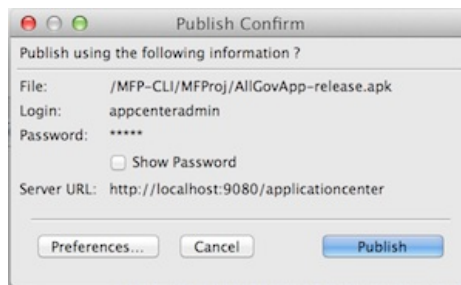 Publish Confirm
Publish using the following information ?
File: /MFP-CLI/MFProj/AllGovApp-release.apk
Login: appcenteradmin
Password: *****
Show Password
Server URL: http://localhost:9080/applicationcenter
Preferences... Cancel Publish